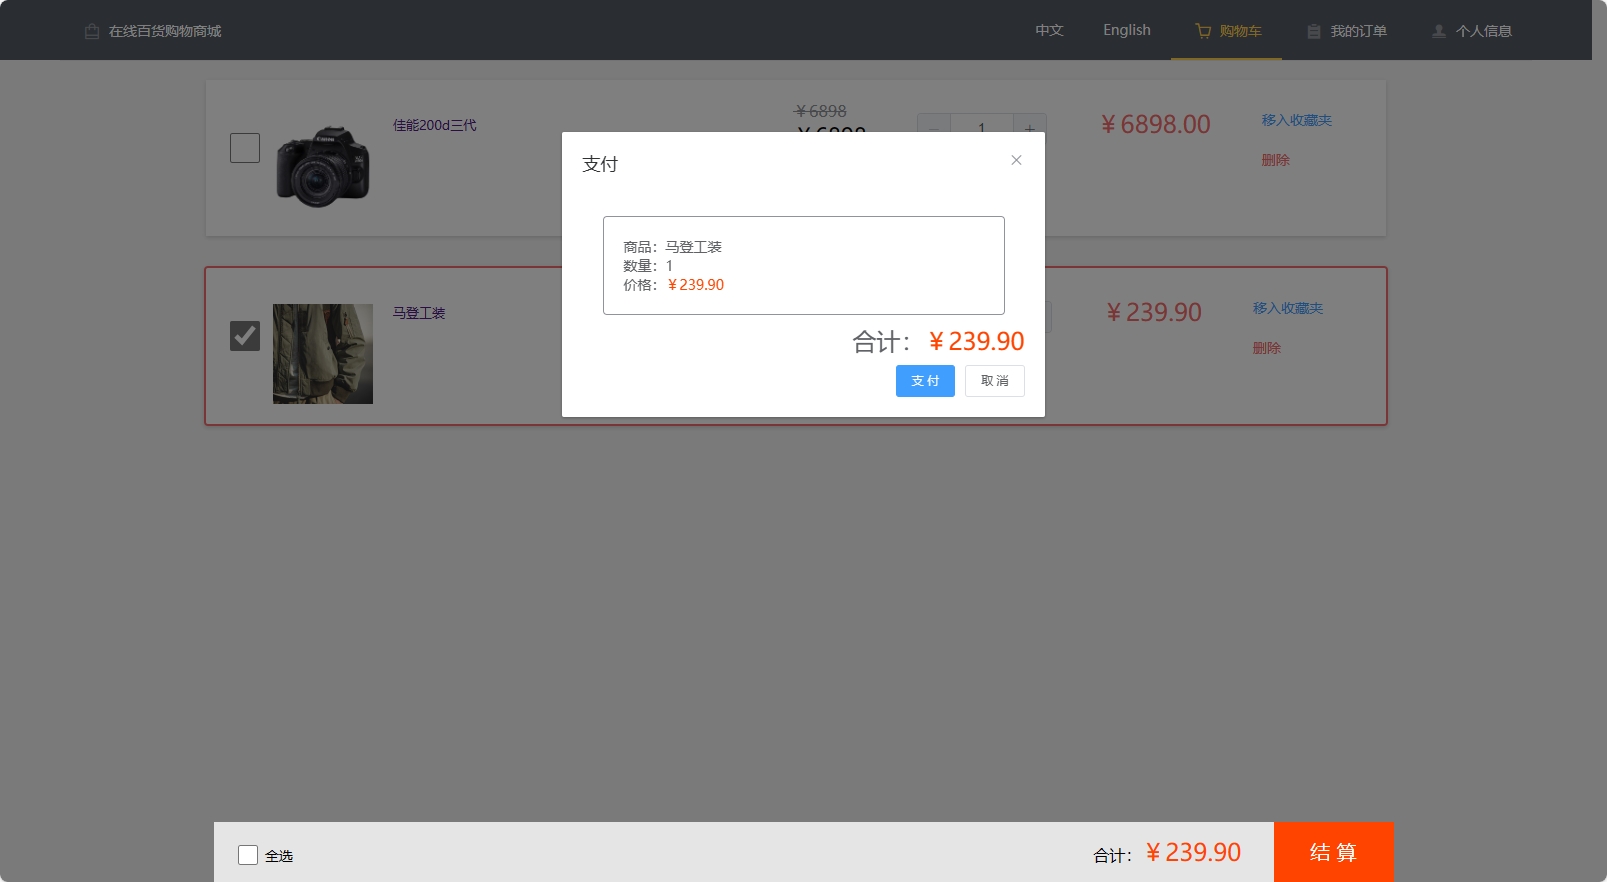 在线百货购物商城
中文
English
购物车
我的订单
个人信息
佳能200d三代
¥6898
¥6898
1
¥6898.00
移入收藏夹
删除
支付
商品：马登工装
数量：1
价格：¥239.90
合计：¥239.90
支付
取消
马登工装
¥239.90
移入收藏夹
删除
全选
合计：¥239.90
结算